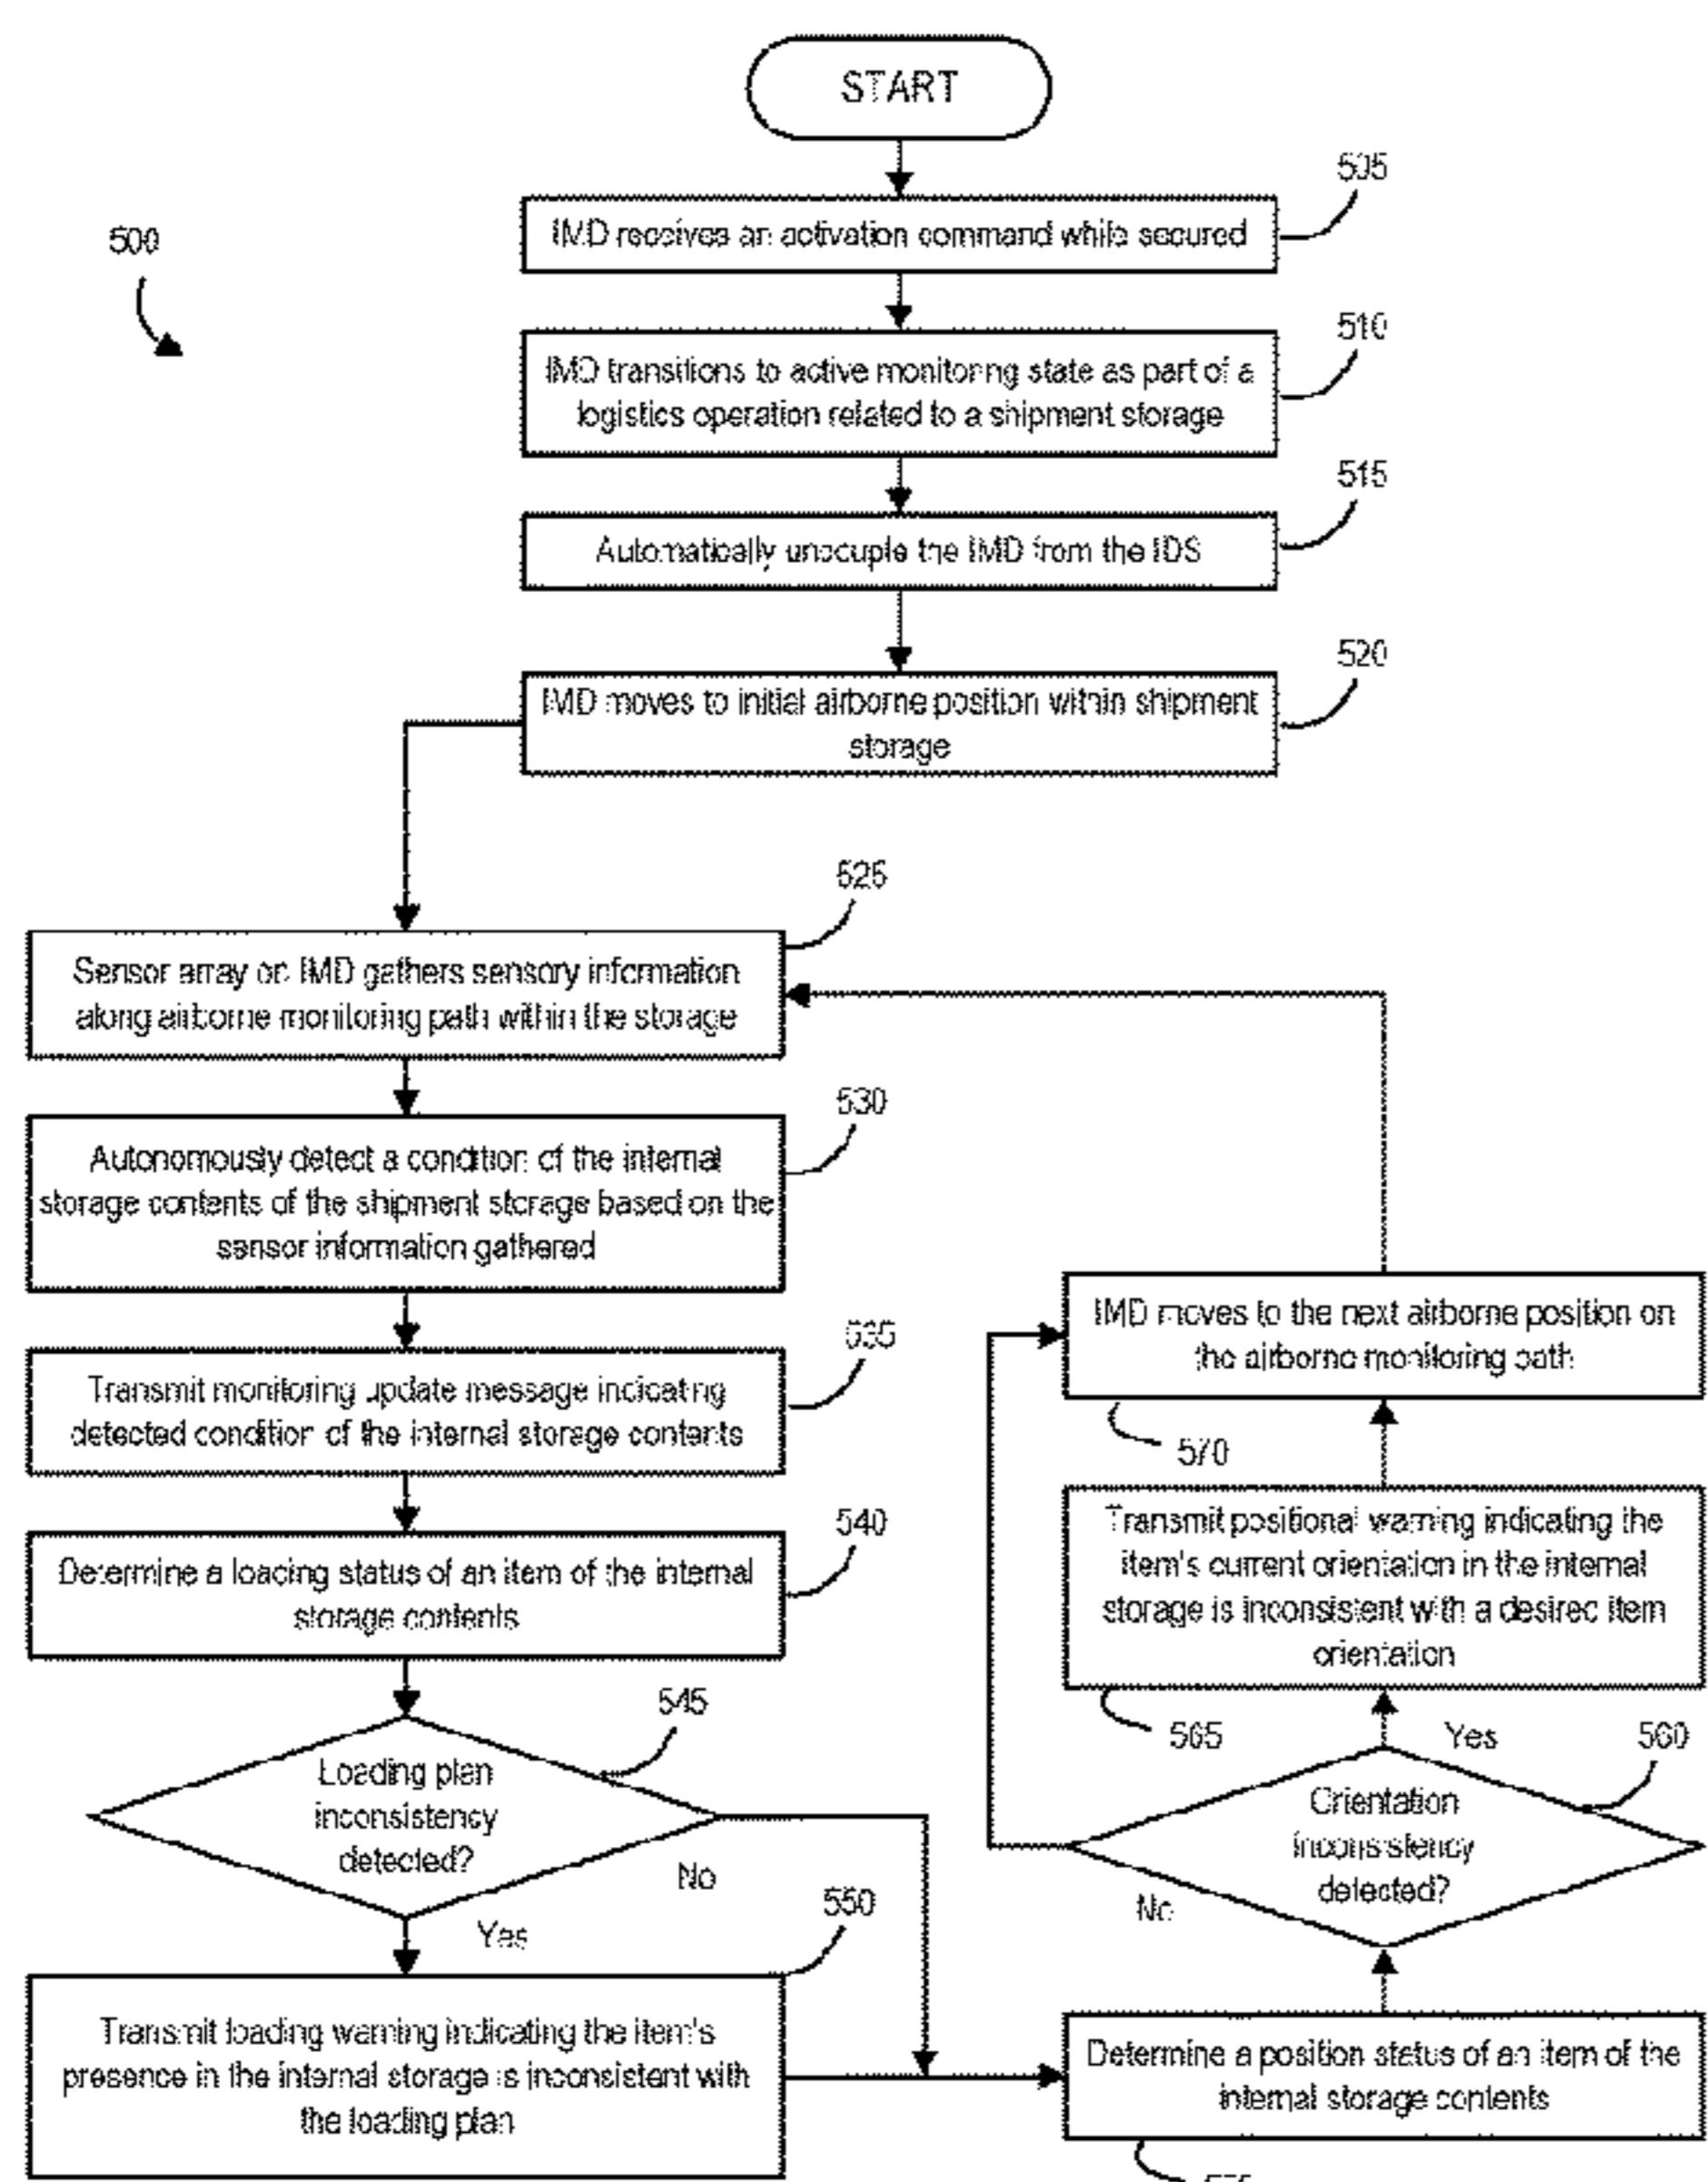 START
505
IMD receives an activation command while secured
500
510
IMD transitions to active monitoring state as part of a
logistics operation related to a shipment storage
515
Automatically uncouple the IMD from the IDS
520
IMD moves to initial airborne position within shipment
storage
525
Sensor array on IMD gathers sensory information
along airborne monitoring path within the storage
530
Autonomously detect a condition of the internal
storage contents of the shipment storage based on the
sensor information gathered
535
Transmit monitoring update message indicating
detected condition of the internal storage contents
540
Determine a loading status of an item of the internal
storage contents
545
Loading plan
inconsistency
detected?
No
Yes
550
Transmit loading warning indicating the item's
presence in the internal storage is inconsistent with
the loading plan
IMD moves to the next airborne position on
the airborne monitoring path
570
Transmit positional warning indicating the
item's current orientation in the internal
storage is inconsistent with a desired item
orientation
565
Yes
560
Orientation
inconsistency
detected?
No
Determine a position status of an item of the
internal storage contents